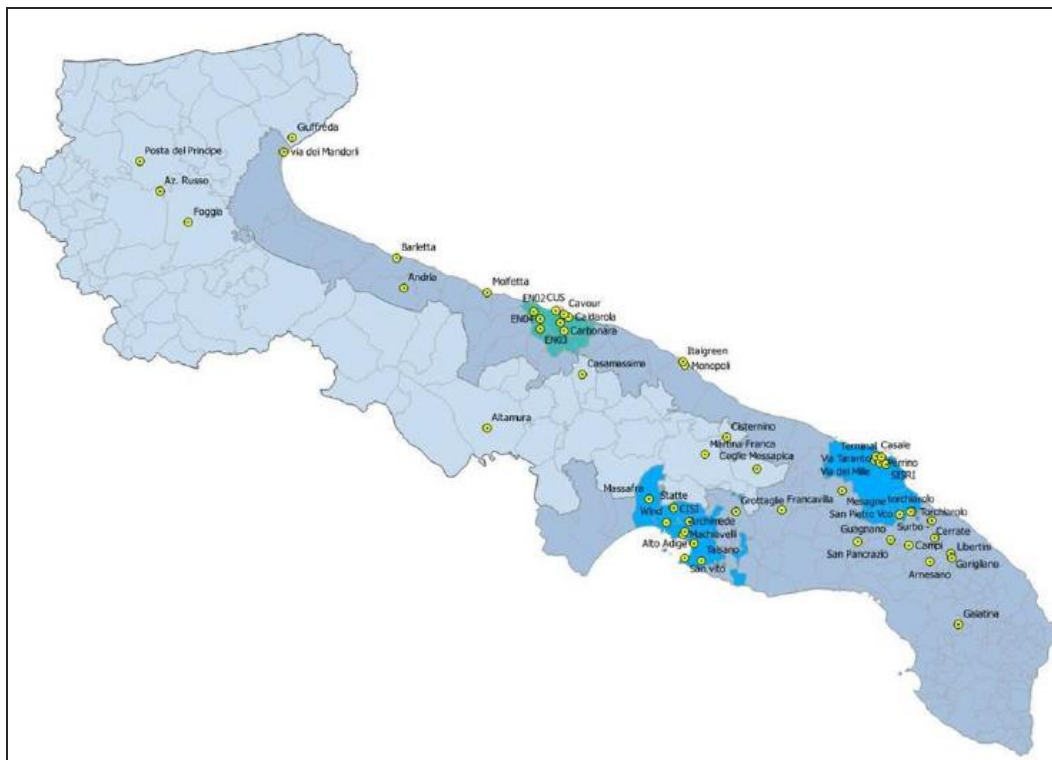 Giuffreda
via dei Mandorli
Posta del Principe
Az. Russo
Foggia
Barletta
Andria
Molfetta
EN02 CUS
Cavour
EN04
Caldarola
Carbonara
EN03
Casamassima
Italgreen
Monopoli
Altamura
Cisternino
Martina Franca
Ceglie Messapica
Terminal Casale
Via Taranto
Perrino
Via dei Mille
SISRI
Massafra
Statte
Mesagne
torchiarolo
Wind
CISI
Grottaglie
Francavilla
San Pietro Vco
Torchiarolo
Archimede
Surbo
Machiavelli
Guagnano
Cerrate
Alto Adige
Talsano
San Pancrazio
Campi
Libertini
San vito
Garigliano
Arnesano
Galatina